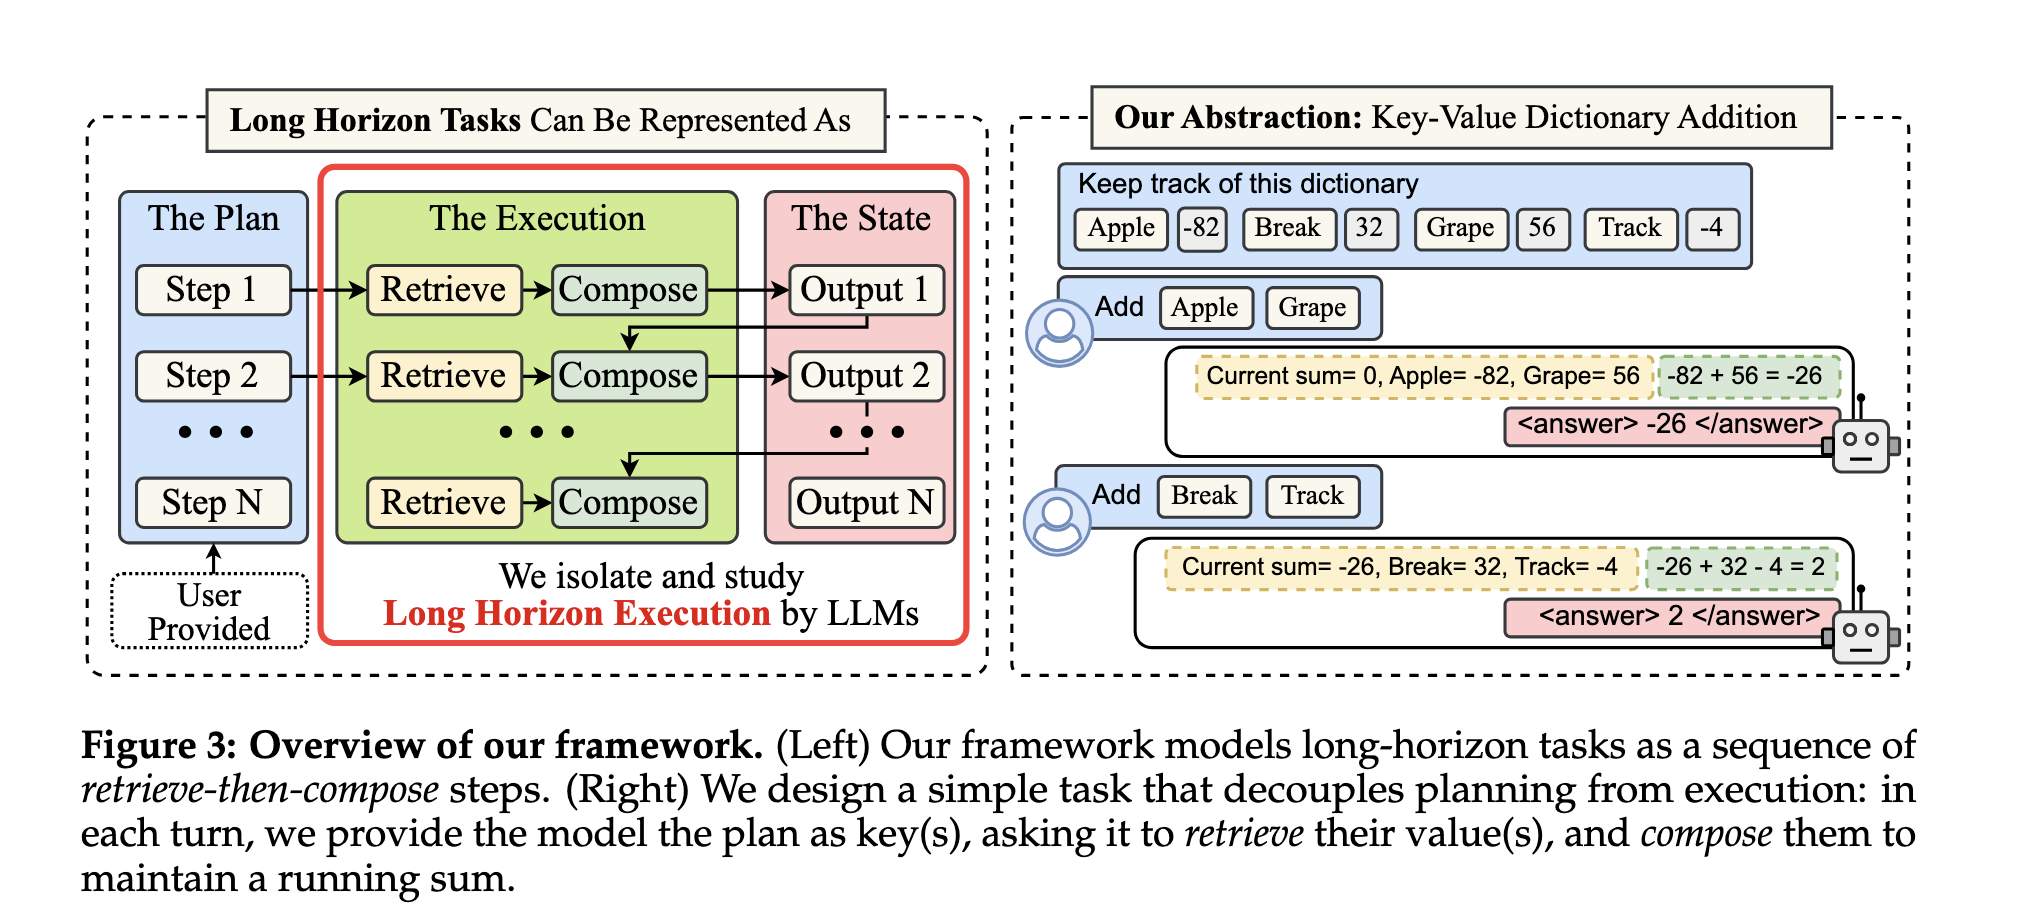 Long Horizon Tasks Can Be Represented As
The Plan
The Execution
The State
Step 1
Retrieve
Compose
Output 1
Step 2
Retrieve
Compose
Output 2
Step N
Retrieve
Compose
Output N
User
Provided
We isolate and study
Long Horizon Execution by LLMs
Our Abstraction: Key-Value Dictionary Addition
Keep track of this dictionary
Apple -82 Break 32 Grape 56 Track -4
Add Apple Grape
Current sum= 0, Apple= -82, Grape= 56 -82 + 56 = -26
<answer> -26 </answer>
Add Break Track
Current sum= -26, Break= 32, Track= -4 -26 + 32 - 4 = 2
<answer> 2 </answer>
Figure 3: Overview of our framework. (Left) Our framework models long-horizon tasks as a sequence of
retrieve-then-compose steps. (Right) We design a simple task that decouples planning from execution: in
each turn, we provide the model the plan as key(s), asking it to retrieve their value(s), and compose them to
maintain a running sum.